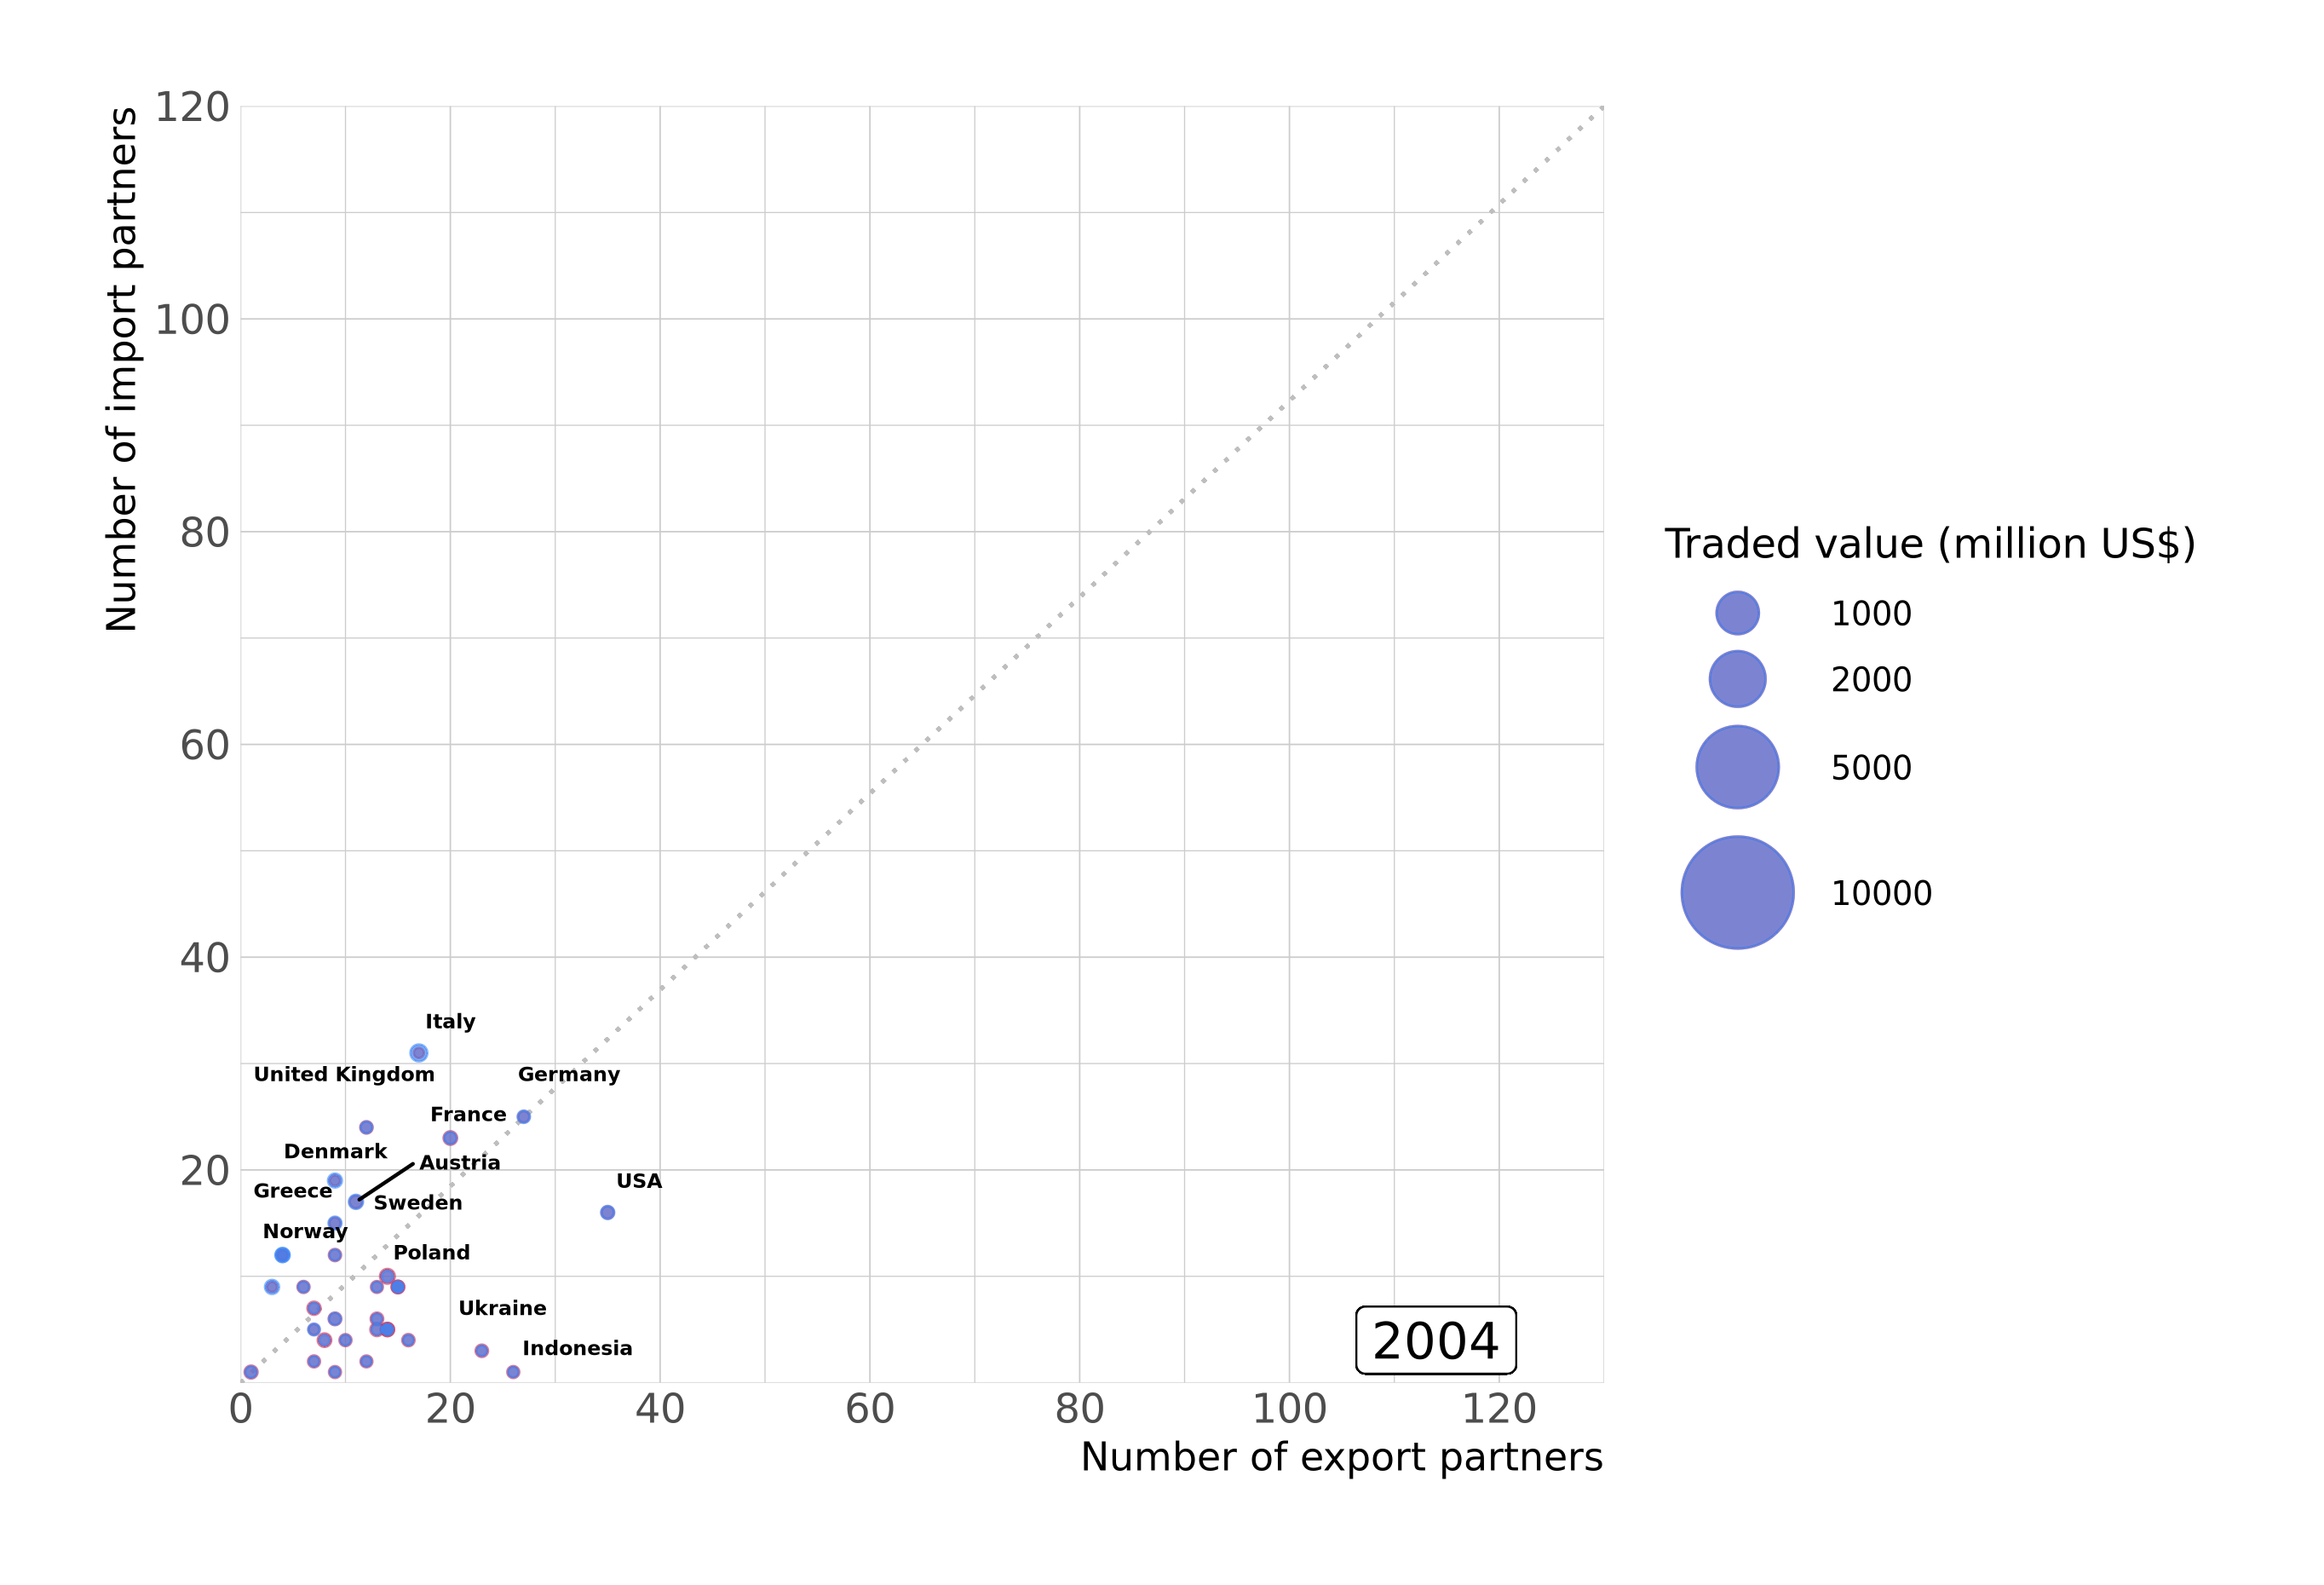 Number of import partners
120
100
80
60
40
20
Italy
United Kingdom
Germany
France
Denmark
Austria
Greece
USA
Sweden
Norway
Poland
Ukraine
Indonesia
2004
0 20 40 60 80 100 120
Number of export partners
Traded value (million US$)
1000
2000
5000
10000